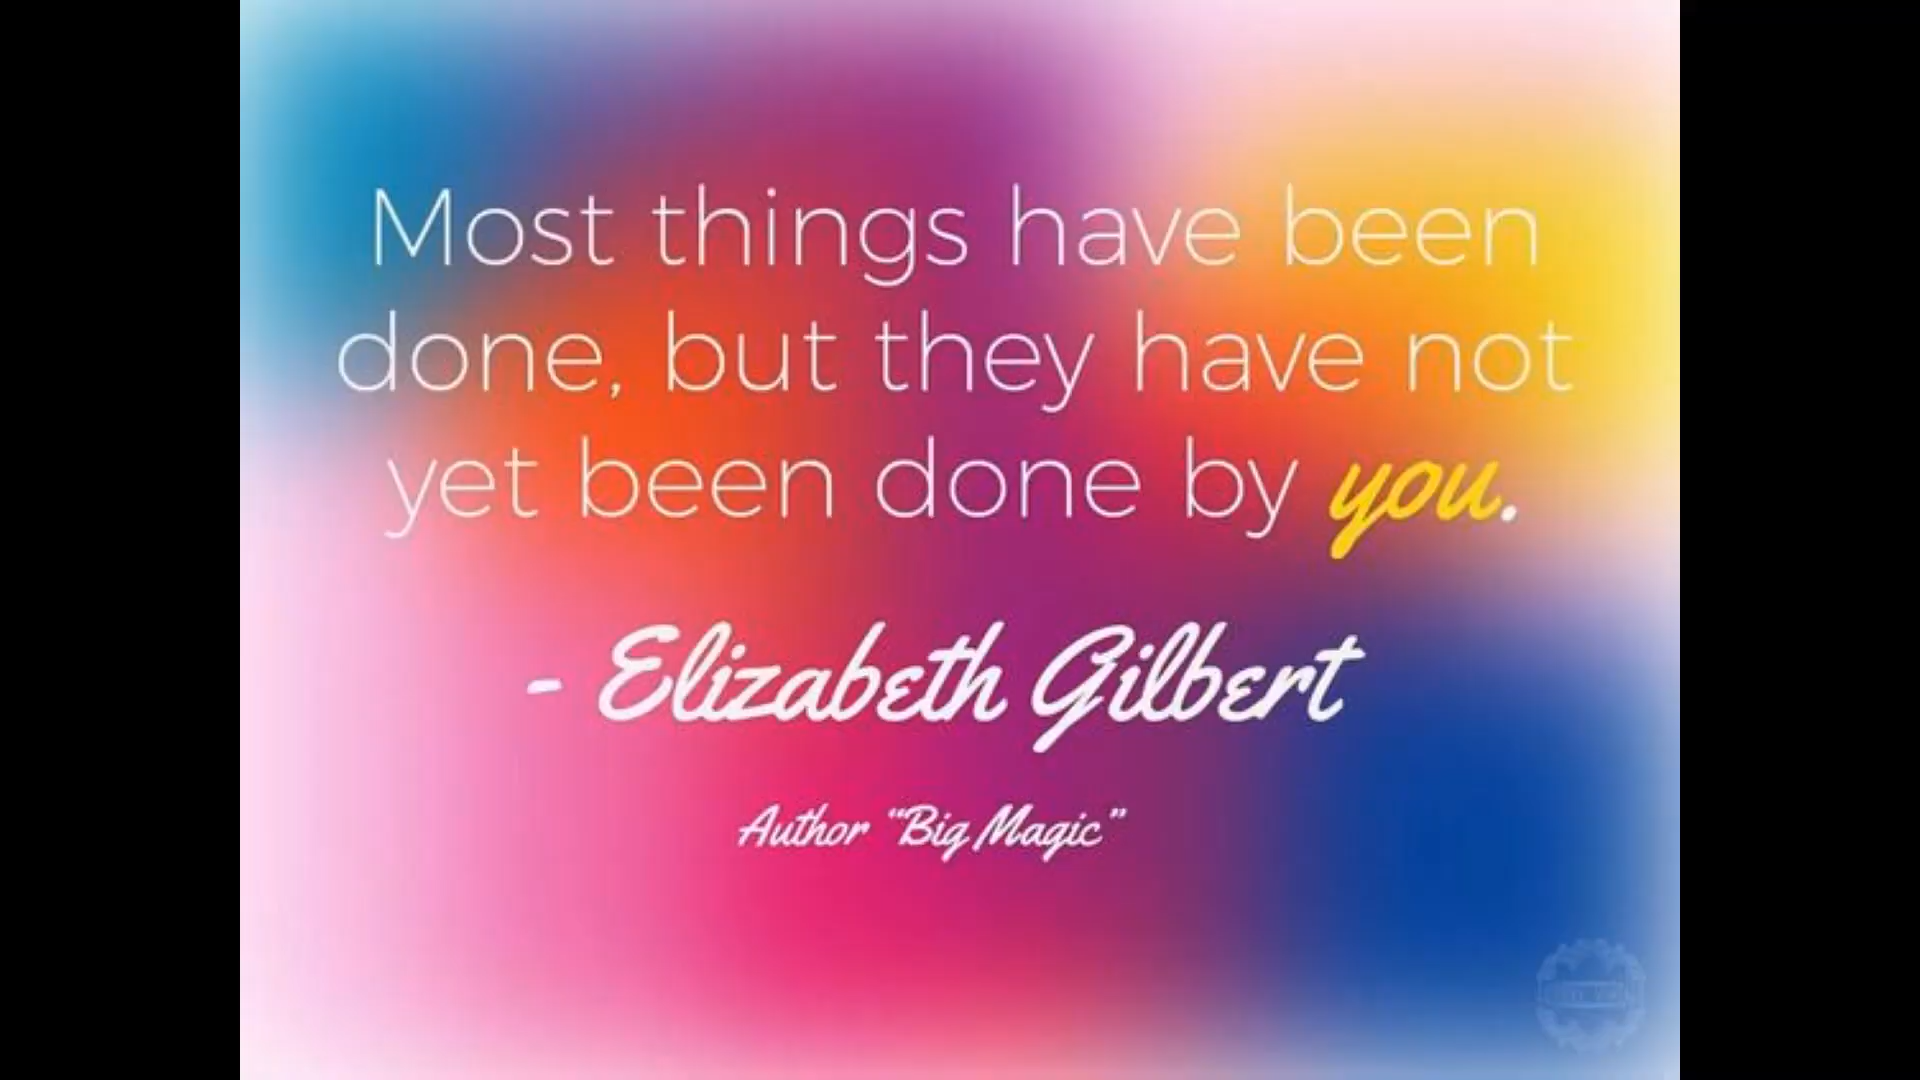 Most things have been
done, but they have not
yet been done by you.
- Elizabeth Gilbert
Author “Big Magic”